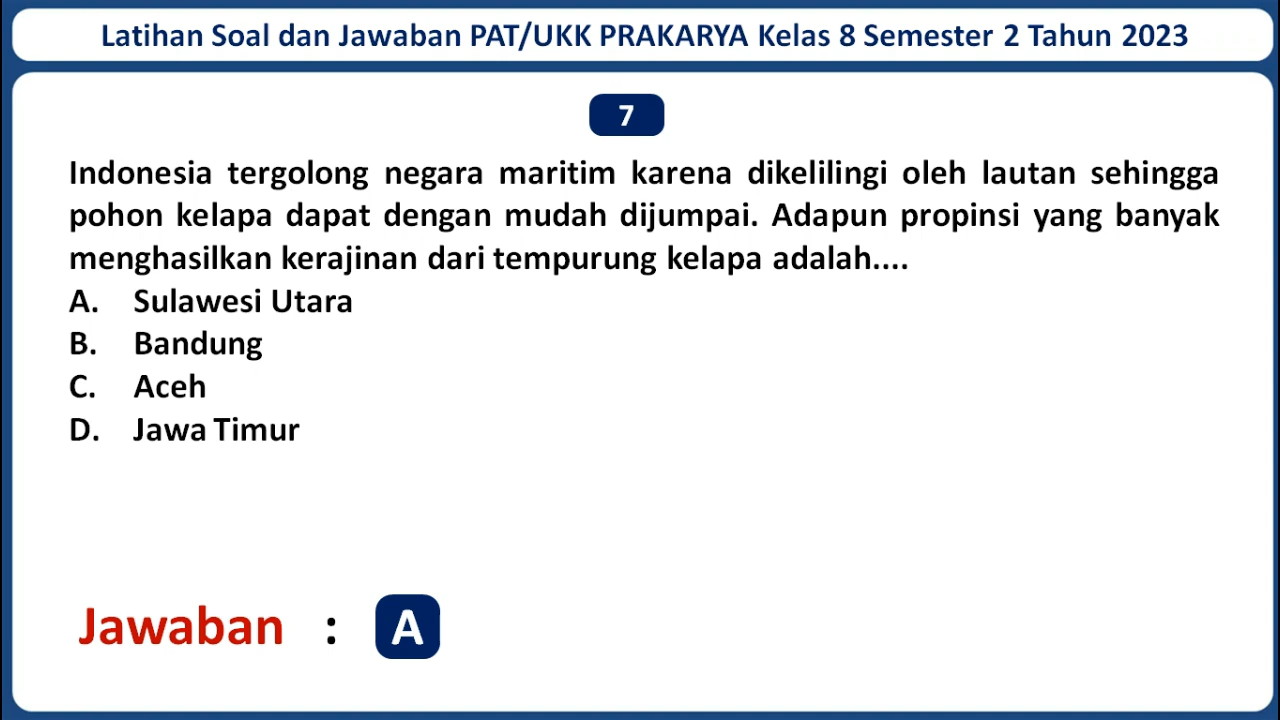 Latihan Soal dan Jawaban PAT/UKK PRAKARYA Kelas 8 Semester 2 Tahun 2023
7
Indonesia tergolong negara maritim karena dikelilingi oleh lautan sehingga
pohon kelapa dapat dengan mudah dijumpai. Adapun propinsi yang banyak
menghasilkan kerajinan dari tempurung kelapa adalah....
A. Sulawesi Utara
B. Bandung
C. Aceh
D. Jawa Timur
Jawaban : A